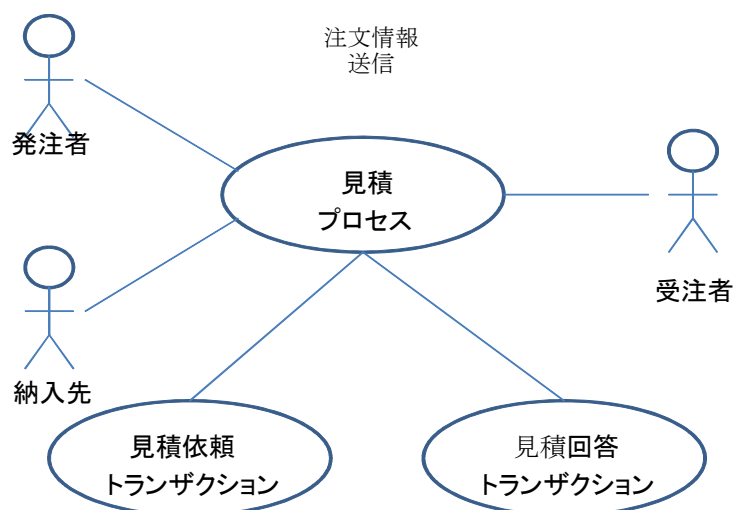 注文情報
送信
発注者
見積
プロセス
受注者
納入先
見積依頼
トランザクション
見積回答
トランザクション